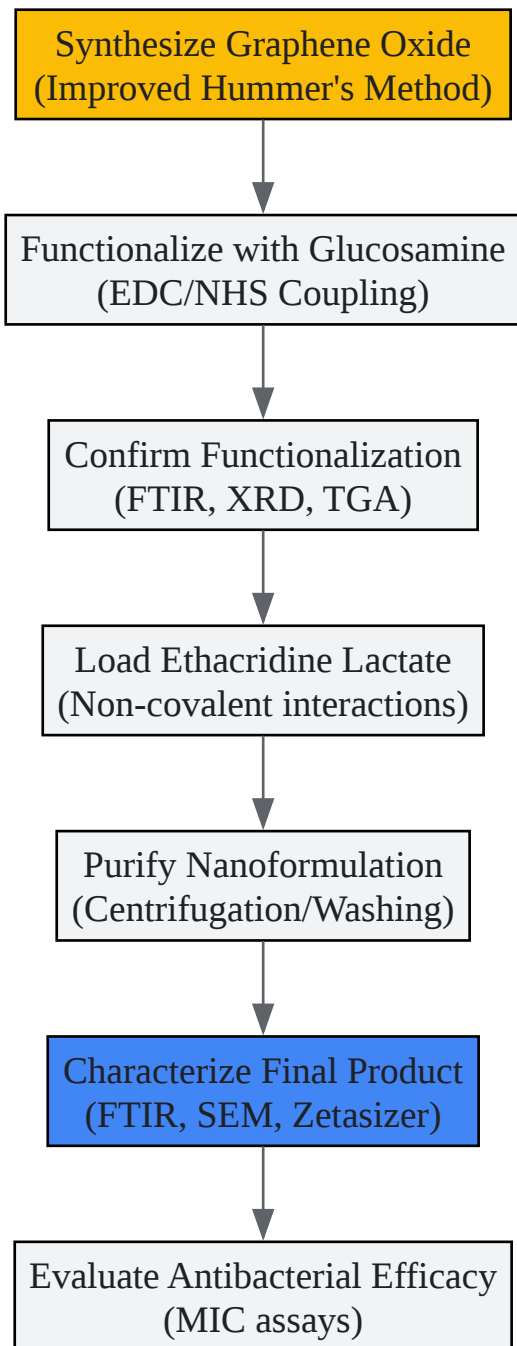 Synthesize Graphene Oxide
(Improved Hummer's Method)
Functionalize with Glucosamine
(EDC/NHS Coupling)
Confirm Functionalization
(FTIR, XRD, TGA)
Load Ethacridine Lactate
(Non-covalent interactions)
Purify Nanoformulation
(Centrifugation/Washing)
Characterize Final Product
(FTIR, SEM, Zetasizer)
Evaluate Antibacterial Efficacy
(MIC assays)